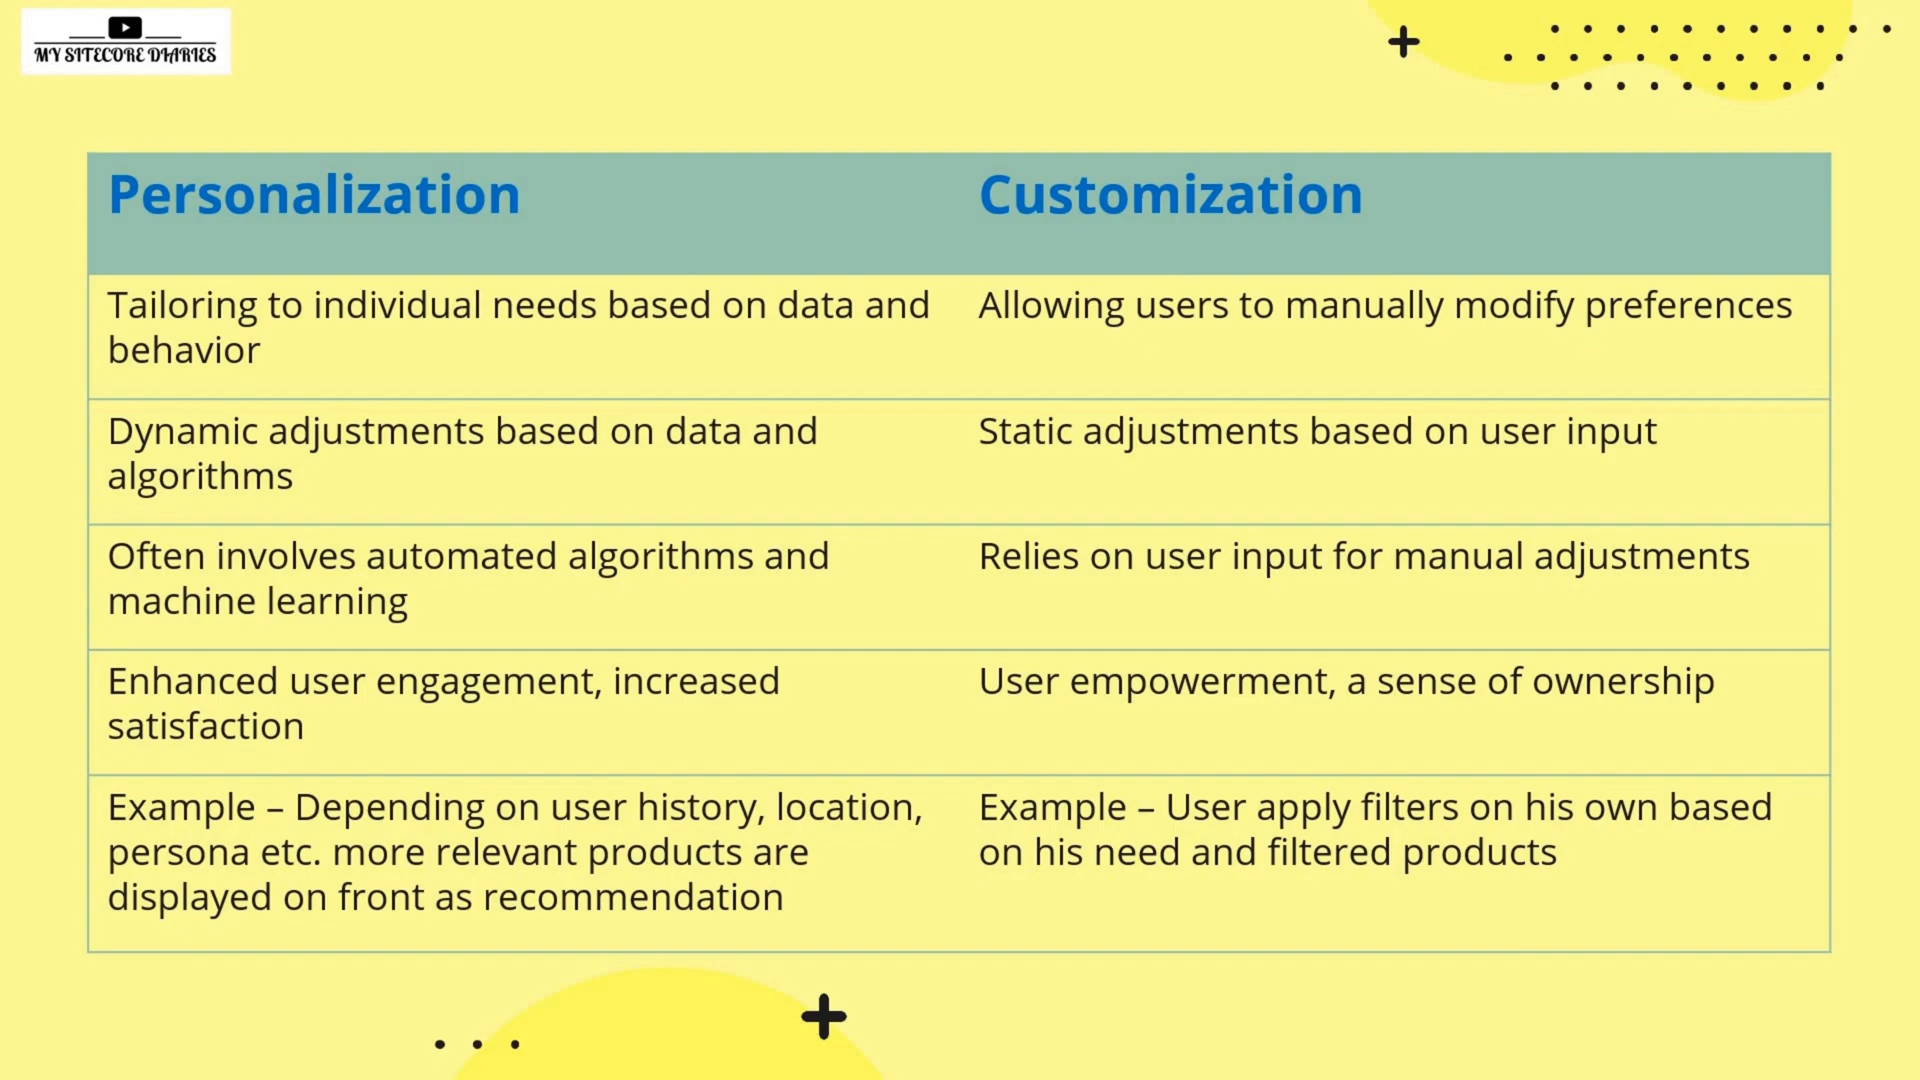 MY SITECORE DIARIES
Personalization
Customization
Tailoring to individual needs based on data and
behavior
Allowing users to manually modify preferences
Dynamic adjustments based on data and
algorithms
Static adjustments based on user input
Often involves automated algorithms and
machine learning
Relies on user input for manual adjustments
Enhanced user engagement, increased
satisfaction
User empowerment, a sense of ownership
Example – Depending on user history, location,
persona etc. more relevant products are
displayed on front as recommendation
Example – User apply filters on his own based
on his need and filtered products